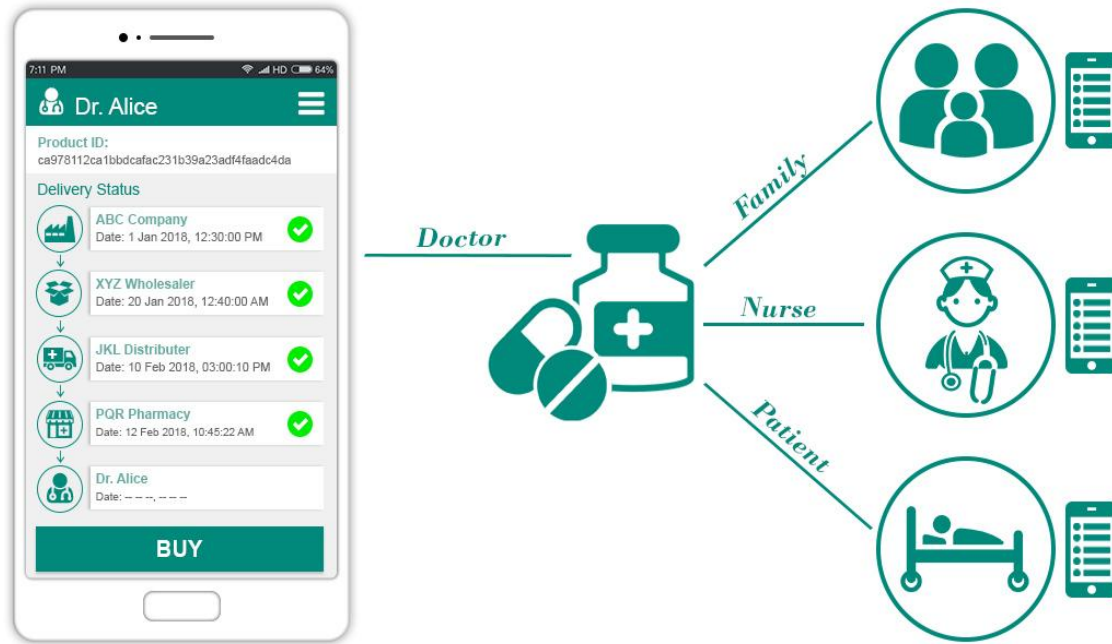 7:11 PM HD 64%
Dr. Alice
Product ID:
ca978112ca1bbdcafac231b39a23adf4faadc4da
Delivery Status
ABC Company
Date: 1 Jan 2018, 12:30:00 PM
XYZ Wholesaler
Date: 20 Jan 2018, 12:40:00 AM
JKL Distributer
Date: 10 Feb 2018, 03:00:10 PM
PQR Pharmacy
Date: 12 Feb 2018, 10:45:22 AM
Dr. Alice
Date: -- -- --, -- -- --
BUY
Doctor
Family
Nurse
Patient